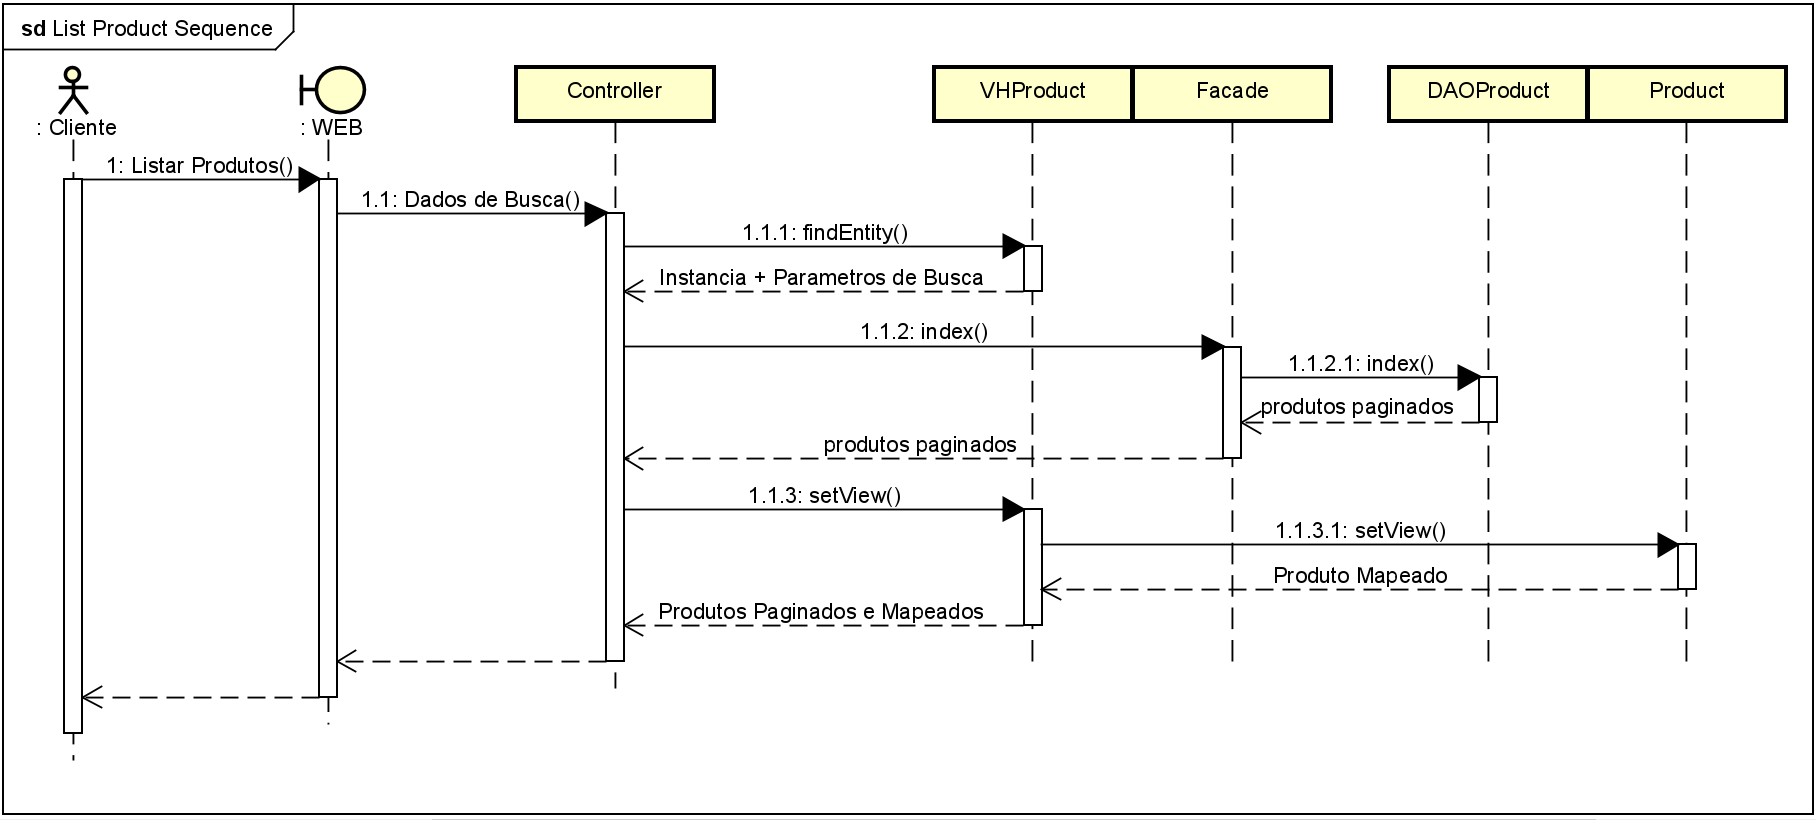 sd List Product Sequence
: Cliente
: WEB
Controller
VHProduct
Facade
DAOProduct
Product
1: Listar Produtos()
1.1: Dados de Busca()
1.1.1: findEntity()
Instancia + Parametros de Busca
1.1.2: index()
1.1.2.1: index()
produtos paginados
produtos paginados
1.1.3: setView()
1.1.3.1: setView()
Produto Mapeado
Produtos Paginados e Mapeados